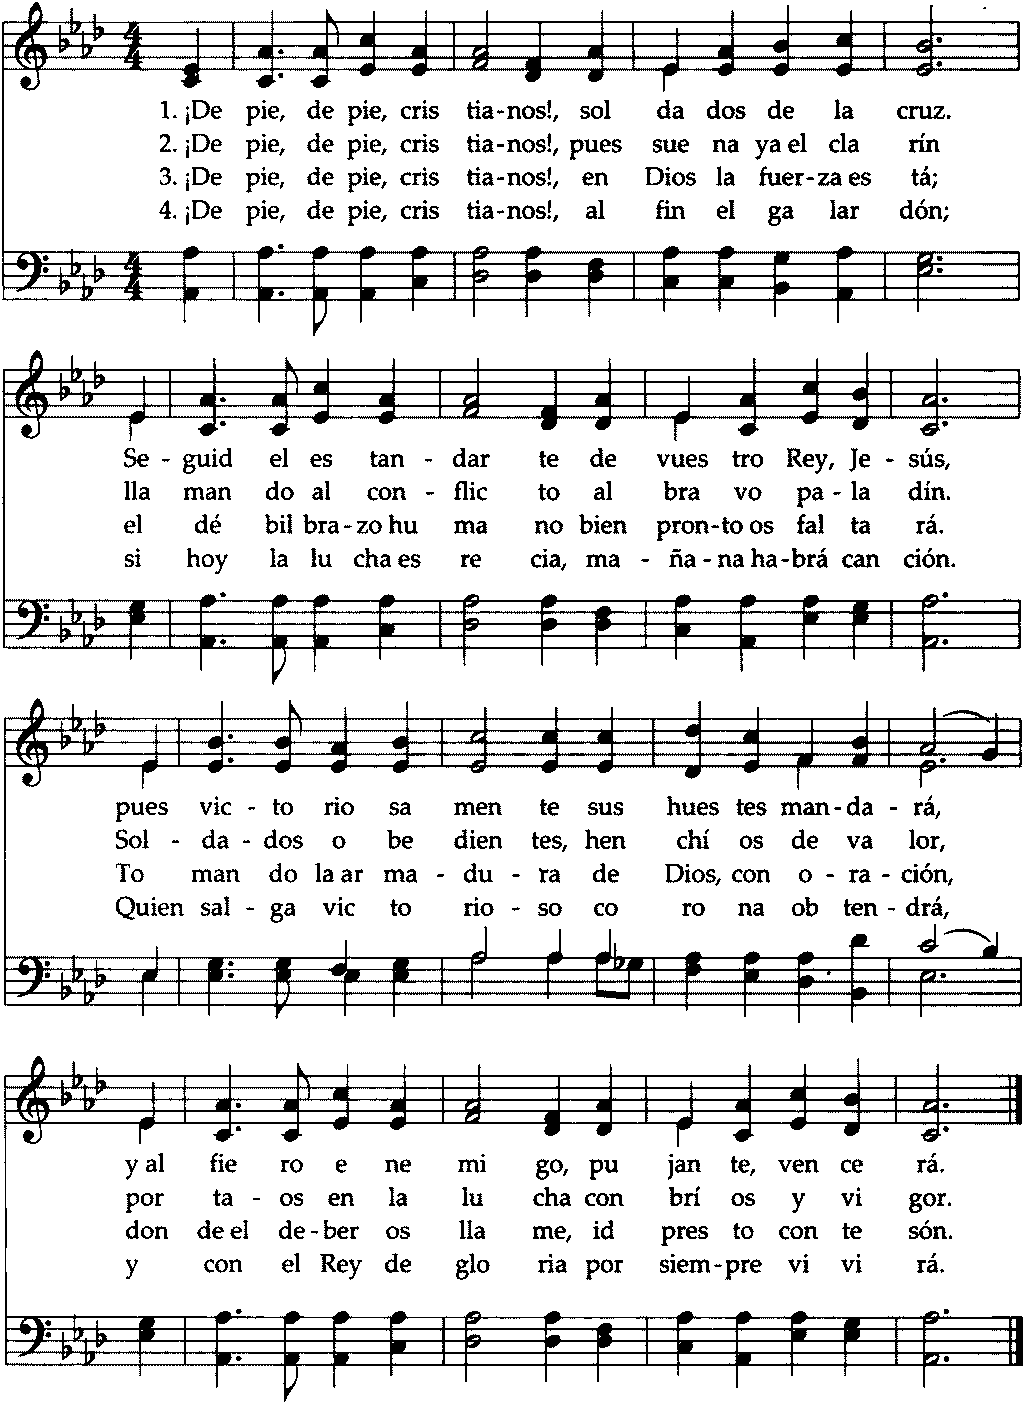 1. ¡De pie, de pie, cris tia-nos!, sol da dos de la cruz.
2. ¡De pie, de pie, cris tia-nos!, pues sue na ya el cla rín
3. ¡De pie, de pie, cris tia-nos!, en Dios la fuer-za es tá;
4. ¡De pie, de pie, cris tia-nos!, al fin el ga lar dón;
Se - guid el es tan - dar te de vues tro Rey, Je - sús,
lla man do al con - flic to al bra vo pa - la dín.
el dé bil bra-zo hu ma no bien pron-to os fal ta rá.
si hoy la lu cha es re cia, ma - ña-na ha-brá can ción.
pues vic - to rio sa men te sus hues tes man-da - rá,
Sol - da - dos o be dien tes, hen chí os de va lor,
To man do la ar ma - du - ra de Dios, con o - ra - ción,
Quien sal - ga vic to rio - so co ro na ob ten - drá,
y al fie ro e ne mi go, pu jan te, ven ce rá.
por ta - os en la lu cha con brí os y vi gor.
don de el de-ber os lla me, id pres to con te són.
y con el Rey de glo ria por siem-pre vi vi rá.